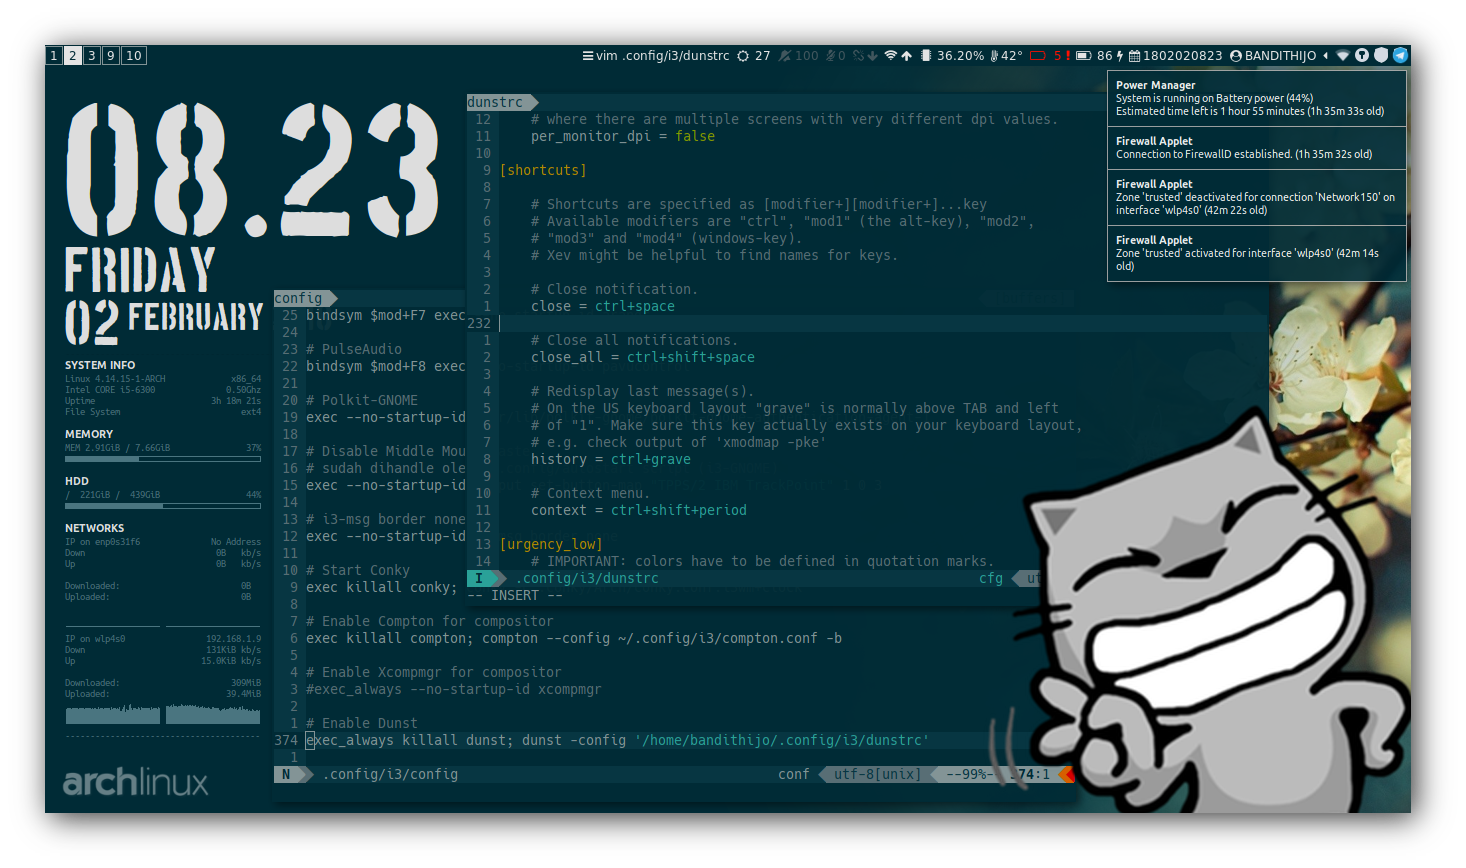 1 2 3 9 10
vim .config/i3/dunstrc 27 100 0 36.20% 42° 5 ! 86 1802020823 BANDITHIJO
08.23
FRIDAY
02 FEBRUARY
SYSTEM INFO
Linux 4.14.15-1-ARCH x86_64
Intel CORE i5-6300 0.50Ghz
Uptime 3h 18m 21s
File System ext4
MEMORY
MEM 2.91GiB / 7.66GiB 37%
HDD
/ 221GiB / 439GiB 44%
NETWORKS
IP on enp0s31f6 No Address
Down 0B kb/s
Up 0B kb/s
Downloaded: 0B
Uploaded: 0B
IP on wlp4s0 192.168.1.9
Down 131KiB kb/s
Up 15.0KiB kb/s
Downloaded: 309MiB
Uploaded: 39.4MiB
archlinux
config
25 bindsym $mod+F7 exec
24
23 # PulseAudio
22 bindsym $mod+F8 exec
21
20 # Polkit-GNOME
19 exec --no-startup-id
18
17 # Disable Middle Mou
16 # sudah dihandle ole
15 exec --no-startup-id
14
13 # i3-msg border none
12 exec --no-startup-id
11
10 # Start Conky
9 exec killall conky;
8
7 # Enable Compton for compositor
6 exec killall compton; compton --config ~/.config/i3/compton.conf -b
5
4 # Enable Xcompmgr for compositor
3 #exec_always --no-startup-id xcompmgr
2
1 # Enable Dunst
374 exec_always killall dunst; dunst -config '/home/bandithijo/.config/i3/dunstrc'
1
N .config/i3/config conf utf-8[unix] --99%-- 374:1
dunstrc
12 # where there are multiple screens with very different dpi values.
11 per_monitor_dpi = false
10
9 [shortcuts]
8
7 # Shortcuts are specified as [modifier+][modifier+]...key
6 # Available modifiers are "ctrl", "mod1" (the alt-key), "mod2",
5 # "mod3" and "mod4" (windows-key).
4 # Xev might be helpful to find names for keys.
3
2 # Close notification.
1 close = ctrl+space
232
1 # Close all notifications.
2 close_all = ctrl+shift+space
3
4 # Redisplay last message(s).
5 # On the US keyboard layout "grave" is normally above TAB and left
6 # of "1". Make sure this key actually exists on your keyboard layout,
7 # e.g. check output of 'xmodmap -pke'
8 history = ctrl+grave
9
10 # Context menu.
11 context = ctrl+shift+period
12
13 [urgency_low]
14 # IMPORTANT: colors have to be defined in quotation marks.
I .config/i3/dunstrc cfg ut
-- INSERT --
Power Manager
System is running on Battery power (44%)
Estimated time left is 1 hour 55 minutes (1h 35m 33s old)
Firewall Applet
Connection to FirewallD established. (1h 35m 32s old)
Firewall Applet
Zone 'trusted' deactivated for connection 'Network150' on
interface 'wlp4s0' (42m 22s old)
Firewall Applet
Zone 'trusted' activated for interface 'wlp4s0' (42m 14s
old)